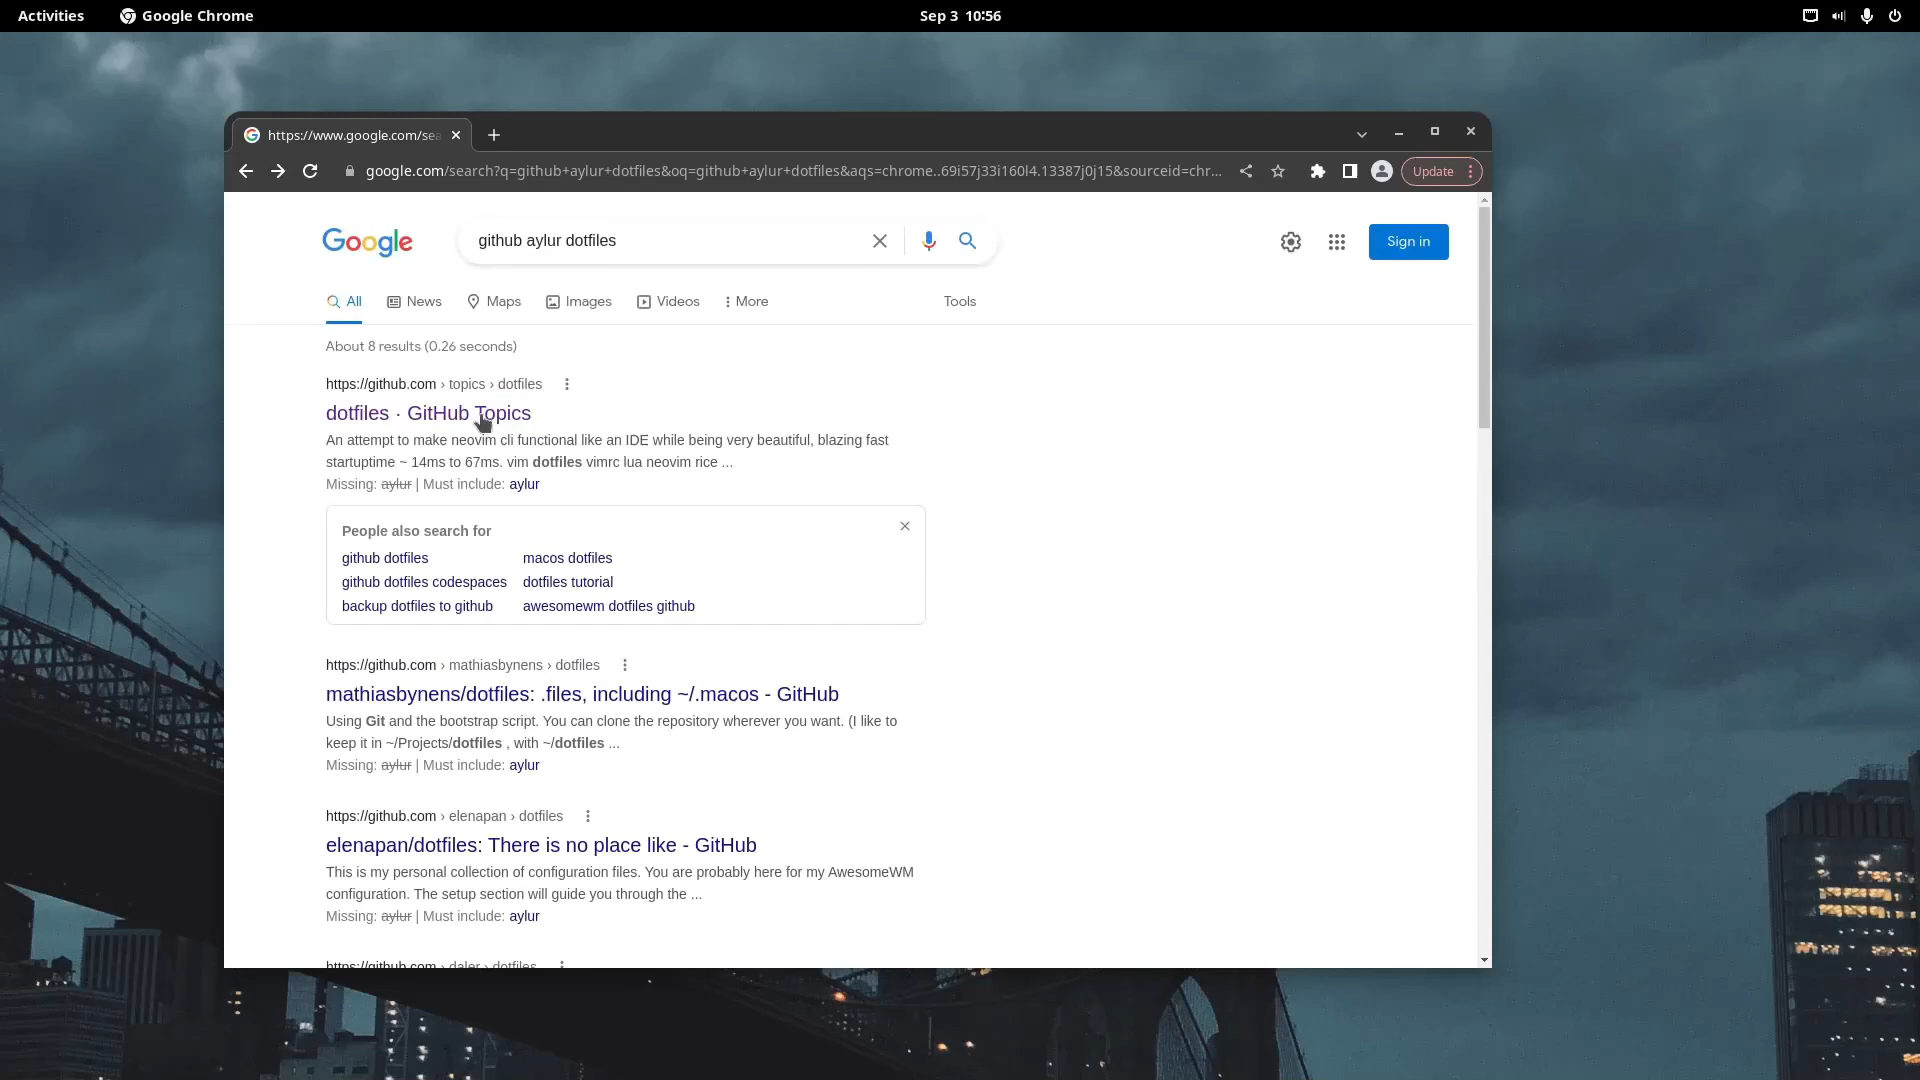 Activities
Google Chrome
Sep 3 10:56
https://www.google.com/sea
google.com/search?q=github+aylur+dotfiles&oq=github+aylur+dotfiles&aqs=chrome..69i57j33i160l4.13387j0j15&sourceid=chr...
Update
Google
github aylur dotfiles
Sign in
All
News
Maps
Images
Videos
More
Tools
About 8 results (0.26 seconds)
https://github.com › topics › dotfiles
dotfiles · GitHub Topics
An attempt to make neovim cli functional like an IDE while being very beautiful, blazing fast
startuptime ~ 14ms to 67ms. vim dotfiles vimrc lua neovim rice ...
Missing: aylur | Must include: aylur
People also search for
github dotfiles
macos dotfiles
github dotfiles codespaces
dotfiles tutorial
backup dotfiles to github
awesomewm dotfiles github
https://github.com › mathiasbynens › dotfiles
mathiasbynens/dotfiles: .files, including ~/.macos - GitHub
Using Git and the bootstrap script. You can clone the repository wherever you want. (I like to
keep it in ~/Projects/dotfiles , with ~/dotfiles ...
Missing: aylur | Must include: aylur
https://github.com › elenapan › dotfiles
elenapan/dotfiles: There is no place like - GitHub
This is my personal collection of configuration files. You are probably here for my AwesomeWM
configuration. The setup section will guide you through the ...
Missing: aylur | Must include: aylur
https://github.com › daler › dotfiles